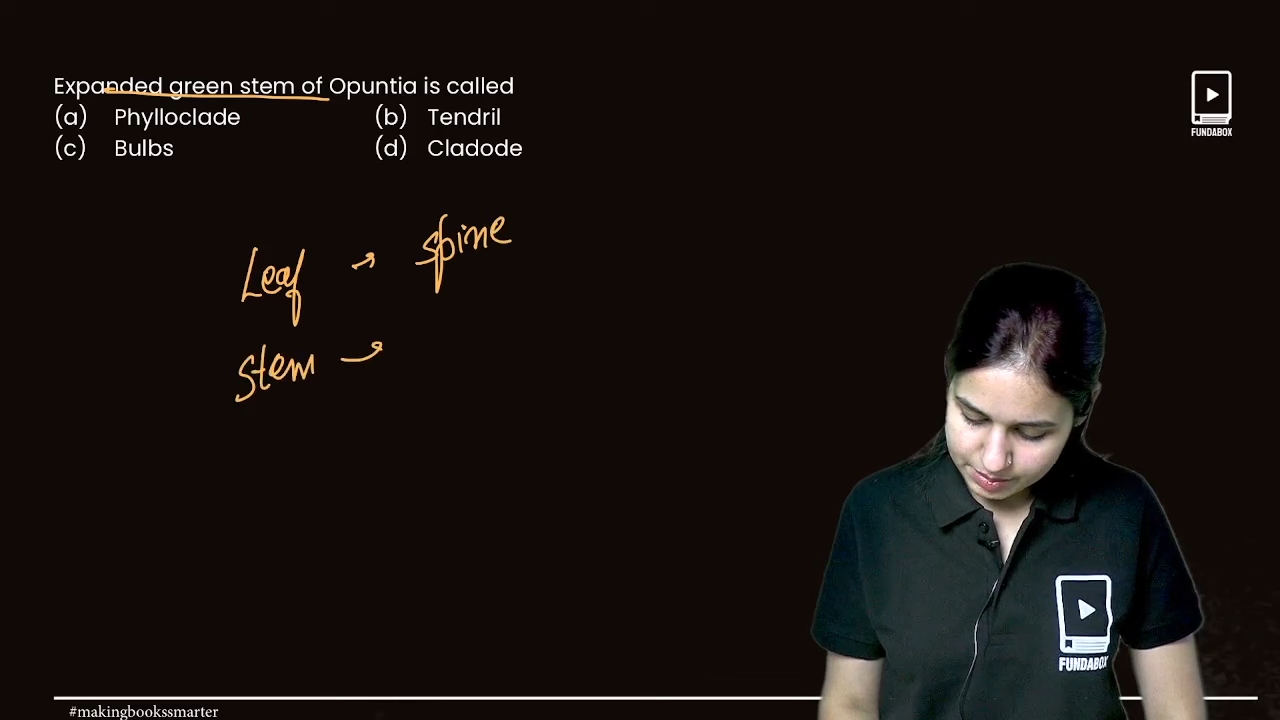 Expanded green stem of Opuntia is called
(a) Phylloclade (b) Tendril
(c) Bulbs (d) Cladode
FUNDABOX
Leaf → spine
Stem →
FUNDABOX
#makingbookssmarter